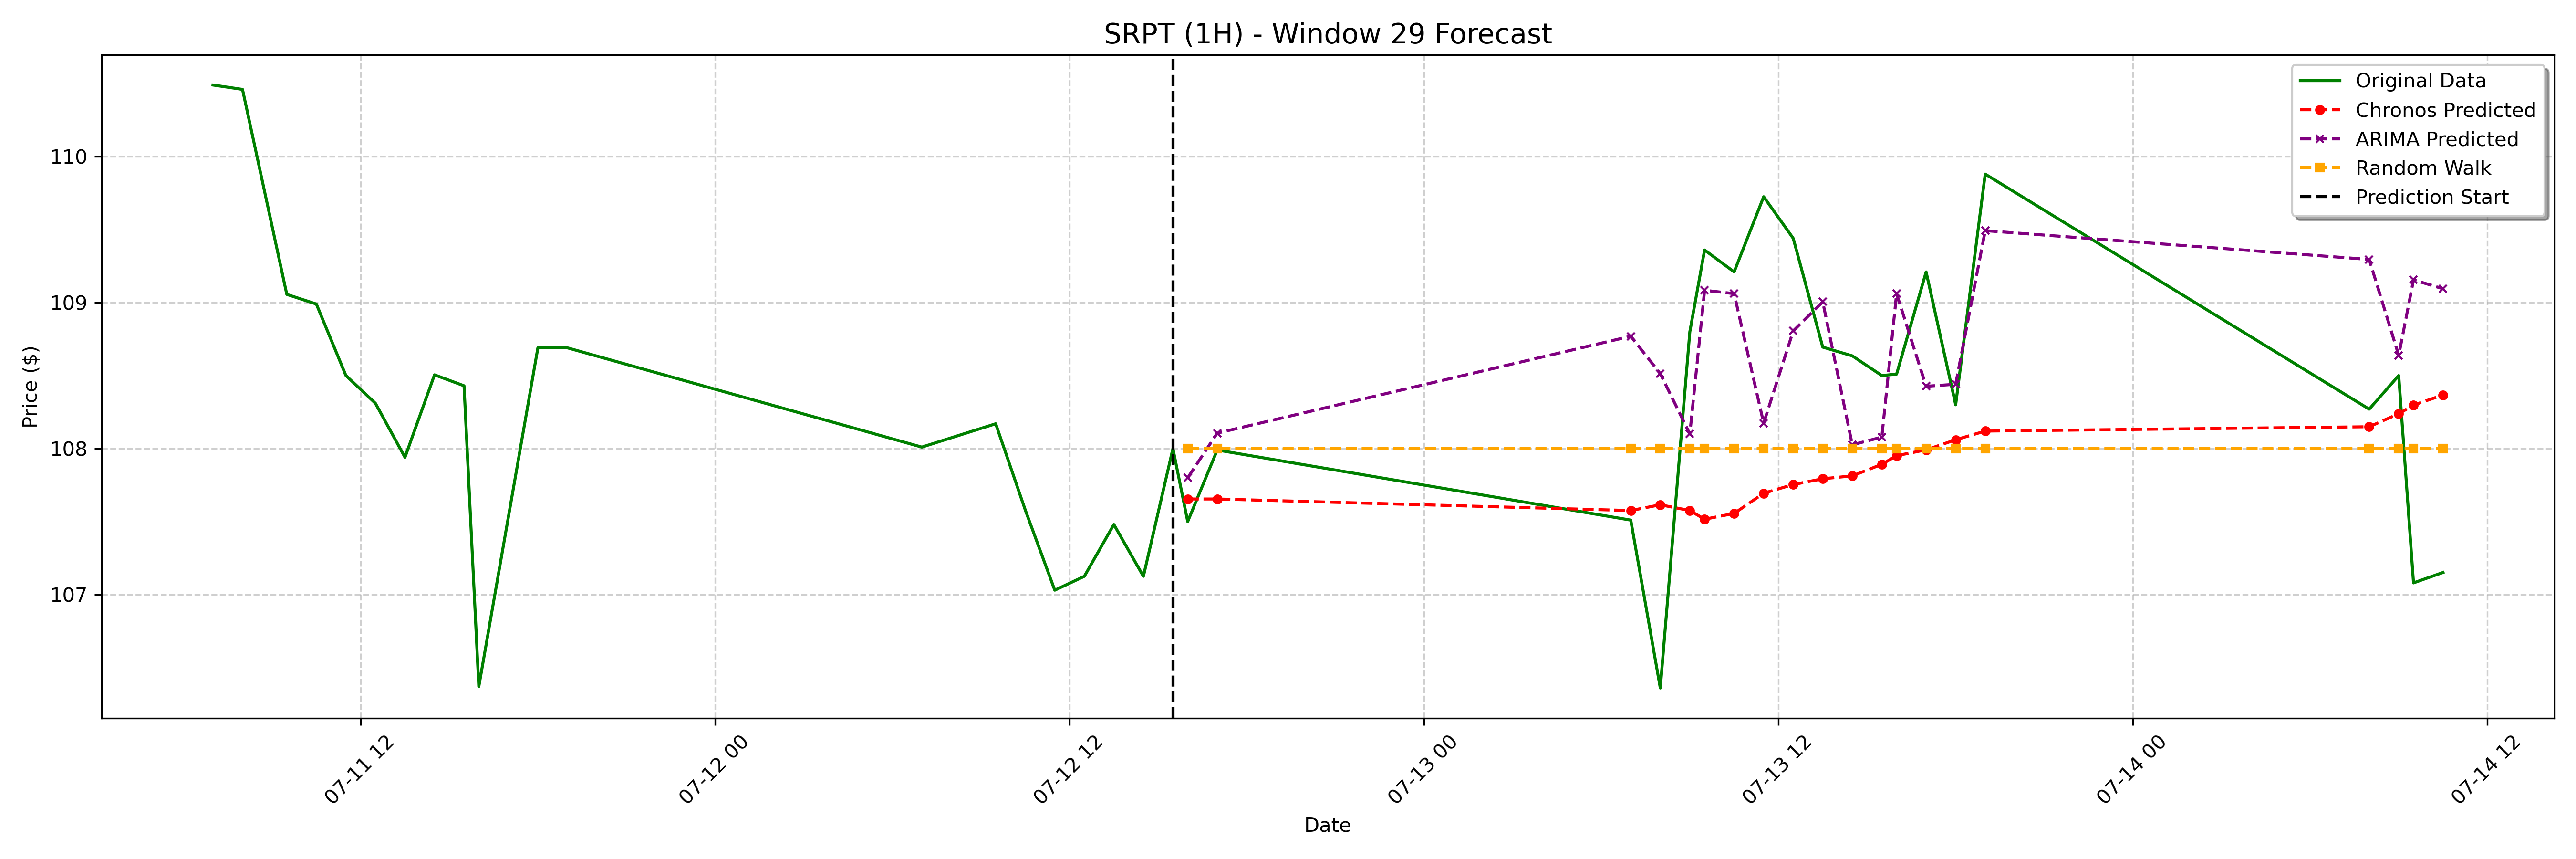 SRPT (1H) - Window 29 Forecast
Original Data
Chronos Predicted
ARIMA Predicted
Random Walk
Prediction Start
Price ($)
110
109
108
107
07-11 12
07-12 00
07-12 12
07-13 00
07-13 12
07-14 00
07-14 12
Date